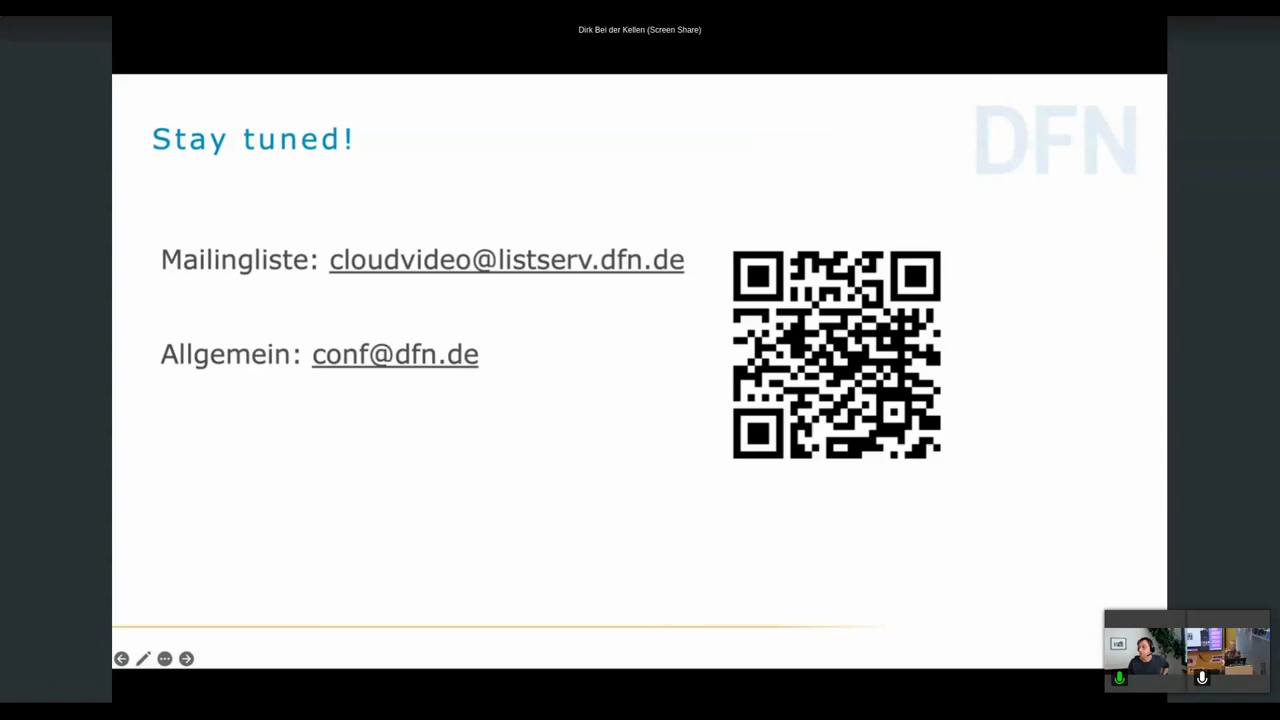 Dirk Bei der Kellen (Screen Share)
Stay tuned!
DFN
Mailingliste: cloudvideo@listserv.dfn.de
Allgemein: conf@dfn.de